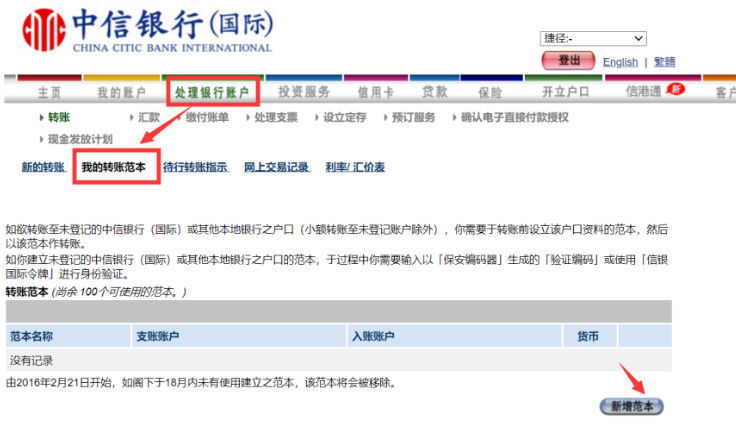 中信银行(国际)
CHINA CITIC BANK INTERNATIONAL
捷径:-
登出 English | 繁體
主页 我的账户 处理银行账户 投资服务 信用卡 贷款 保险 开立户口 信港通 新 客户
转账 汇款 缴付账单 处理支票 设立定存 预订服务 确认电子直接付款授权
现金发放计划
新的转账 我的转账范本 待行转账指示 网上交易记录 利率/汇价表
如欲转账至未登记的中信银行（国际）或其他本地银行之户口（小额转账至未登记账户除外），你需要于转账前设立该户口资料的范本，然后
以该范本作转账。
如你建立未登记的中信银行（国际）或其他本地银行之户口的范本，于过程中你需要输入以「保安编码器」生成的「验证编码」或使用「信银
国际令牌」进行身份验证。
转账范本 (尚余 100个可使用的范本。)
范本名称 支账账户 入账账户 货币
没有记录
由2016年2月21日开始，如阁下于18月内未有使用建立之范本，该范本将会被移除。
新增范本